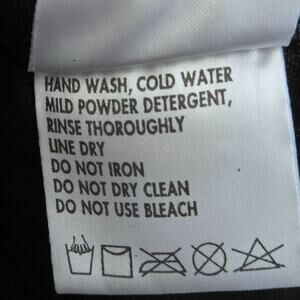 HAND WASH, COLD WATER
MILD POWDER DETERGENT,
RINSE THOROUGHLY
LINE DRY
DO NOT IRON
DO NOT DRY CLEAN
DO NOT USE BLEACH